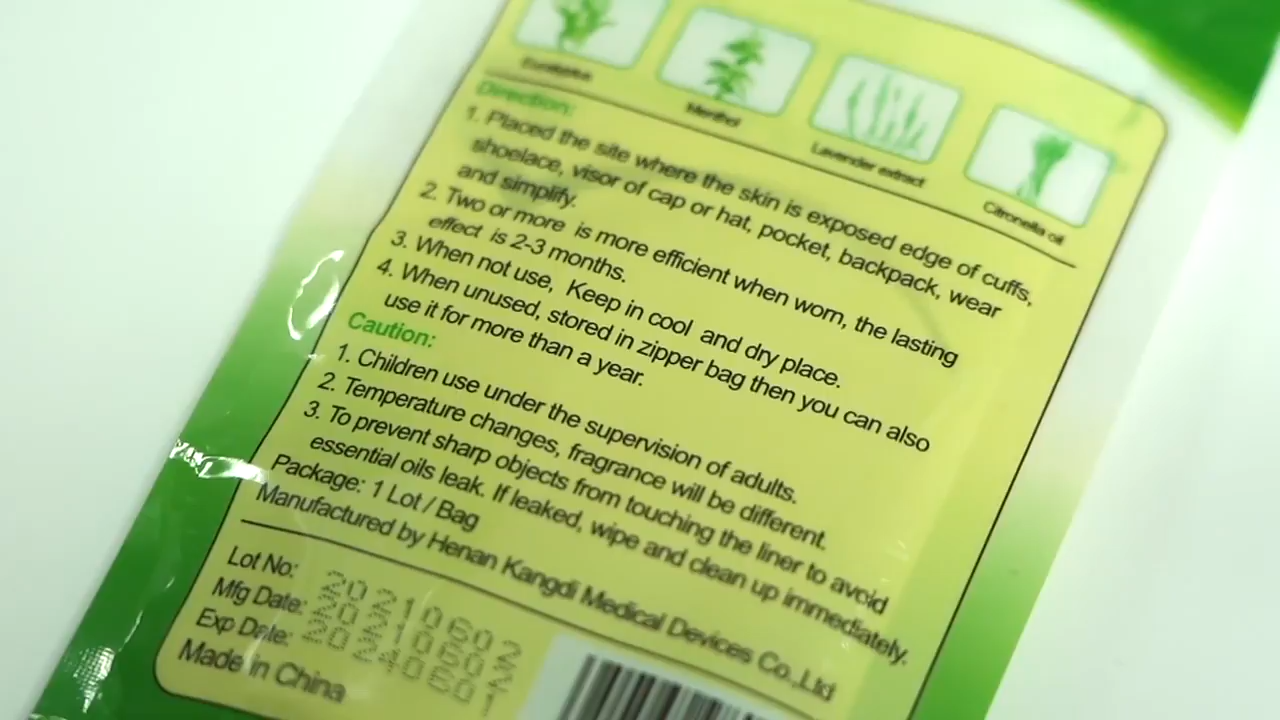 Eucalyptus
Menthol
Lavender extract
Citronella oil
Direction:
1. Placed the site where the skin is exposed edge of cuffs,
shoelace, visor of cap or hat, pocket, backpack, wear
and simplify.
2. Two or more is more efficient when worn, the lasting
effect is 2-3 months.
3. When not use, Keep in cool and dry place.
4. When unused, stored in zipper bag then you can also
use it for more than a year.
Caution:
1. Children use under the supervision of adults.
2. Temperature changes, fragrance will be different.
3. To prevent sharp objects from touching the liner to avoid
essential oils leak. If leaked, wipe and clean up immediately.
Package: 1 Lot / Bag
Manufactured by Henan Kangdi Medical Devices Co.,Ltd
Lot No: 20210602
Mfg Date: 20210602
Exp Date: 20240601
Made in China